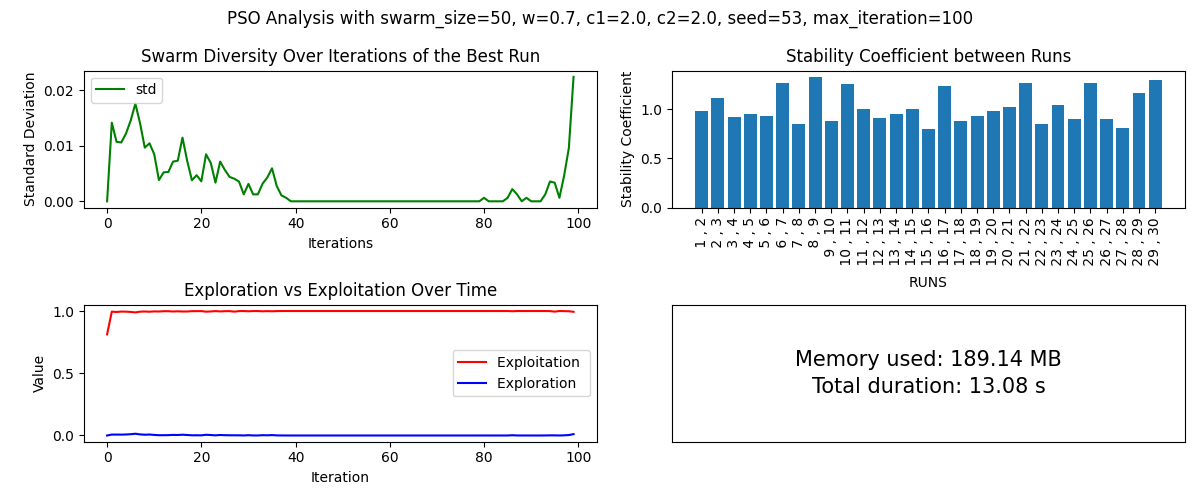 PSO Analysis with swarm_size=50, w=0.7, c1=2.0, c2=2.0, seed=53, max_iteration=100
Swarm Diversity Over Iterations of the Best Run
Standard Deviation
0.02
0.01
0.00
std
0 20 40 60 80 100
Iterations
Stability Coefficient between Runs
Stability Coefficient
1.0
0.5
0.0
1 , 2
2 , 3
3 , 4
4 , 5
5 , 6
6 , 7
7 , 8
8 , 9
9 , 10
10 , 11
11 , 12
12 , 13
13 , 14
14 , 15
15 , 16
16 , 17
17 , 18
18 , 19
19 , 20
20 , 21
21 , 22
22 , 23
23 , 24
24 , 25
25 , 26
26 , 27
27 , 28
28 , 29
29 , 30
RUNS
Exploration vs Exploitation Over Time
Value
1.0
0.5
0.0
Exploitation
Exploration
0 20 40 60 80 100
Iteration
Memory used: 189.14 MB
Total duration: 13.08 s